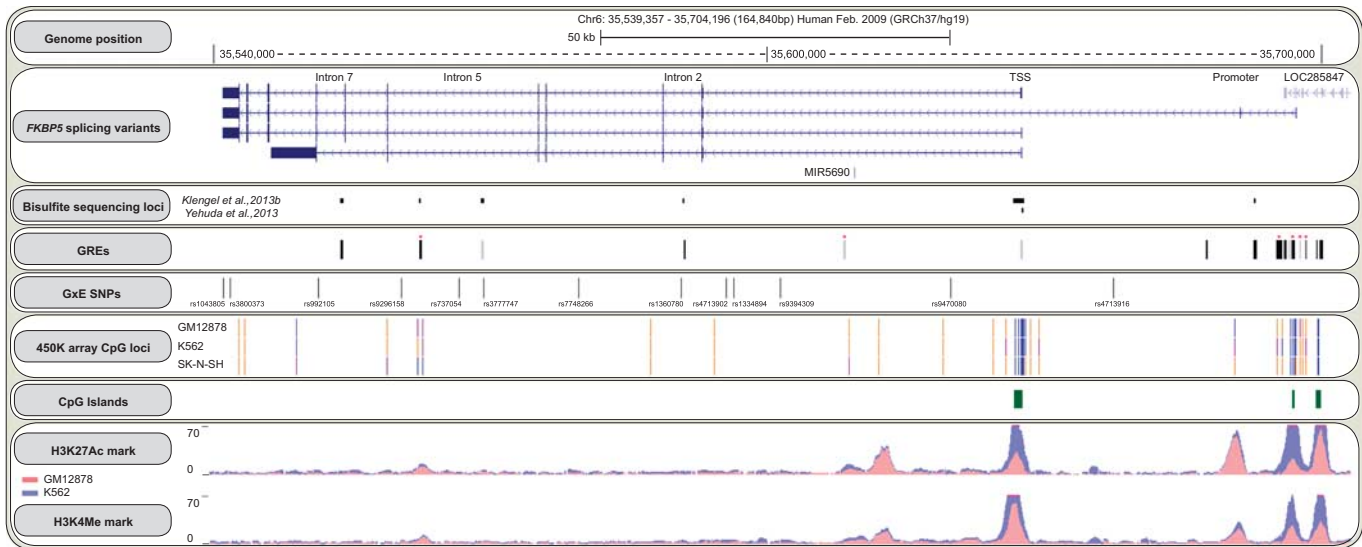 Genome position
Chr6: 35,539,357 - 35,704,196 (164,840bp) Human Feb. 2009 (GRCh37/hg19)
50 kb
35,540,000 35,600,000 35,700,000
FKBP5 splicing variants
Intron 7 Intron 5 Intron 2 TSS Promoter LOC285847
MIR5690
Bisulfite sequencing loci
Klengel et al.,2013b
Yehuda et al.,2013
GREs
GxE SNPs
rs1043805 rs3800373 rs992105 rs9296158 rs737054 rs3777747 rs7748266 rs1360780 rs4713902 rs1334894 rs9394309 rs9470080 rs4713916
450K array CpG loci
GM12878
K562
SK-N-SH
CpG Islands
H3K27Ac mark
70
0
GM12878
K562
H3K4Me mark
70
0